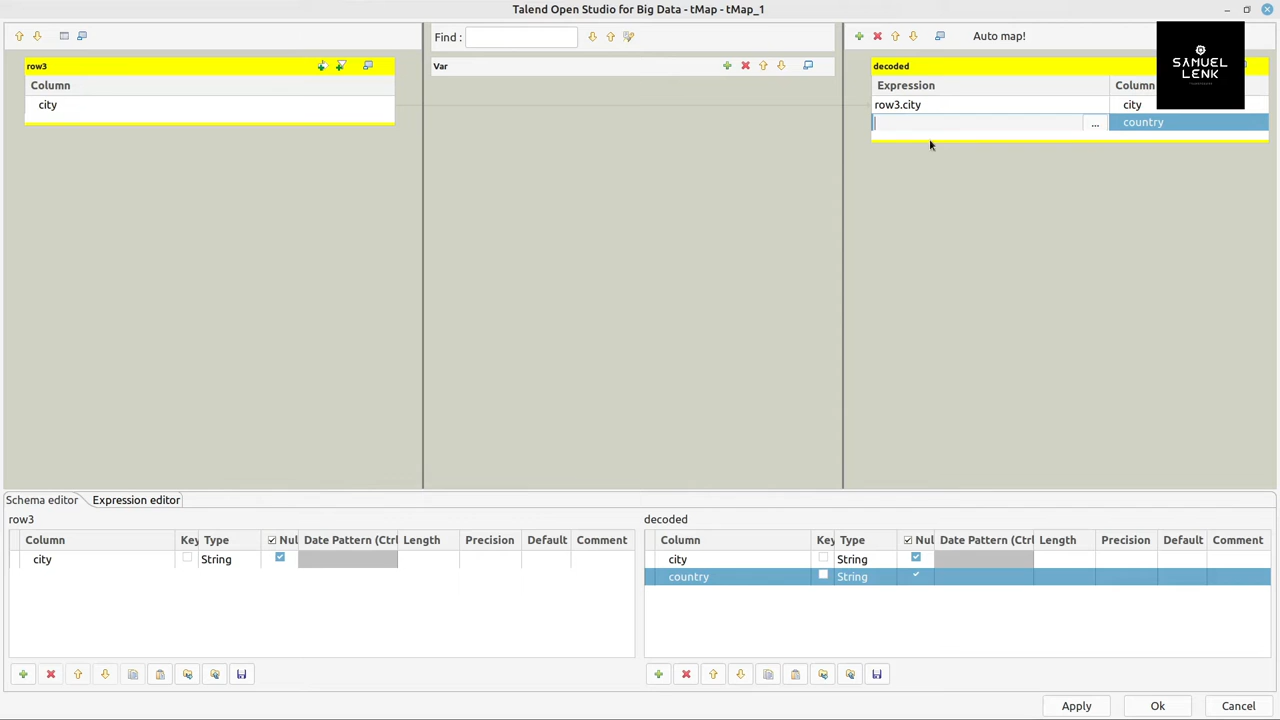 Talend Open Studio for Big Data - tMap - tMap_1
Find :
Auto map!
SAMUEL
LENK
row3
Var
decoded
Column
Expression
Column
city
row3.city
city
...
country
Schema editor
Expression editor
row3
decoded
Column
Key
Type
Nul
Date Pattern (Ctrl
Length
Precision
Default
Comment
Column
Key
Type
Nul
Date Pattern (Ctrl
Length
Precision
Default
Comment
city
String
city
String
country
String
Apply
Ok
Cancel